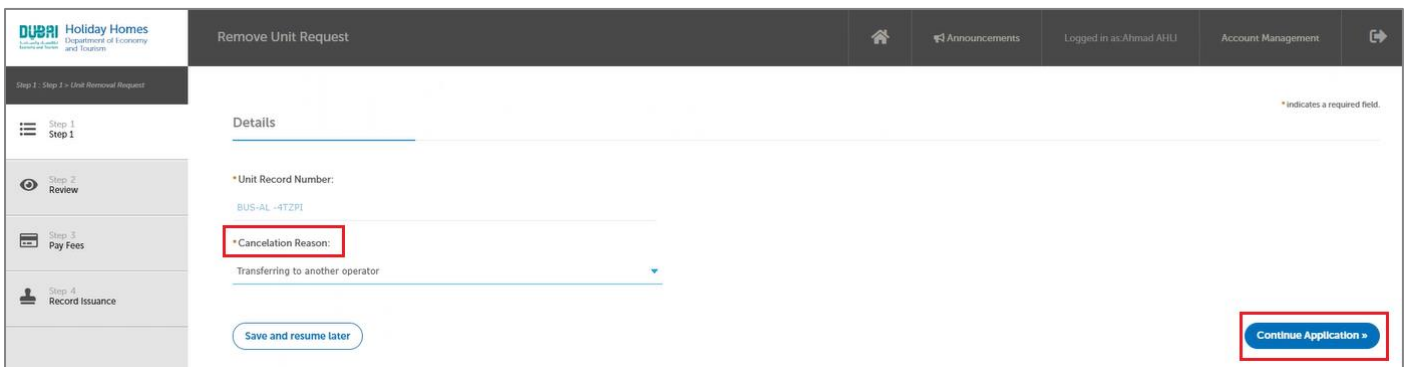 DUBAI
Holiday Homes
Department of Economy
and Tourism
Remove Unit Request
Announcements
Logged in as:Ahmad AHLI
Account Management
Step 1 : Step 1 > Unit Removal Request
*indicates a required field.
Step 1
Step 1
Details
Step 2
Review
*Unit Record Number:
BUS-AL -4TZPI
Step 3
Pay Fees
*Cancelation Reason:
Transferring to another operator
Step 4
Record Issuance
Save and resume later
Continue Application »